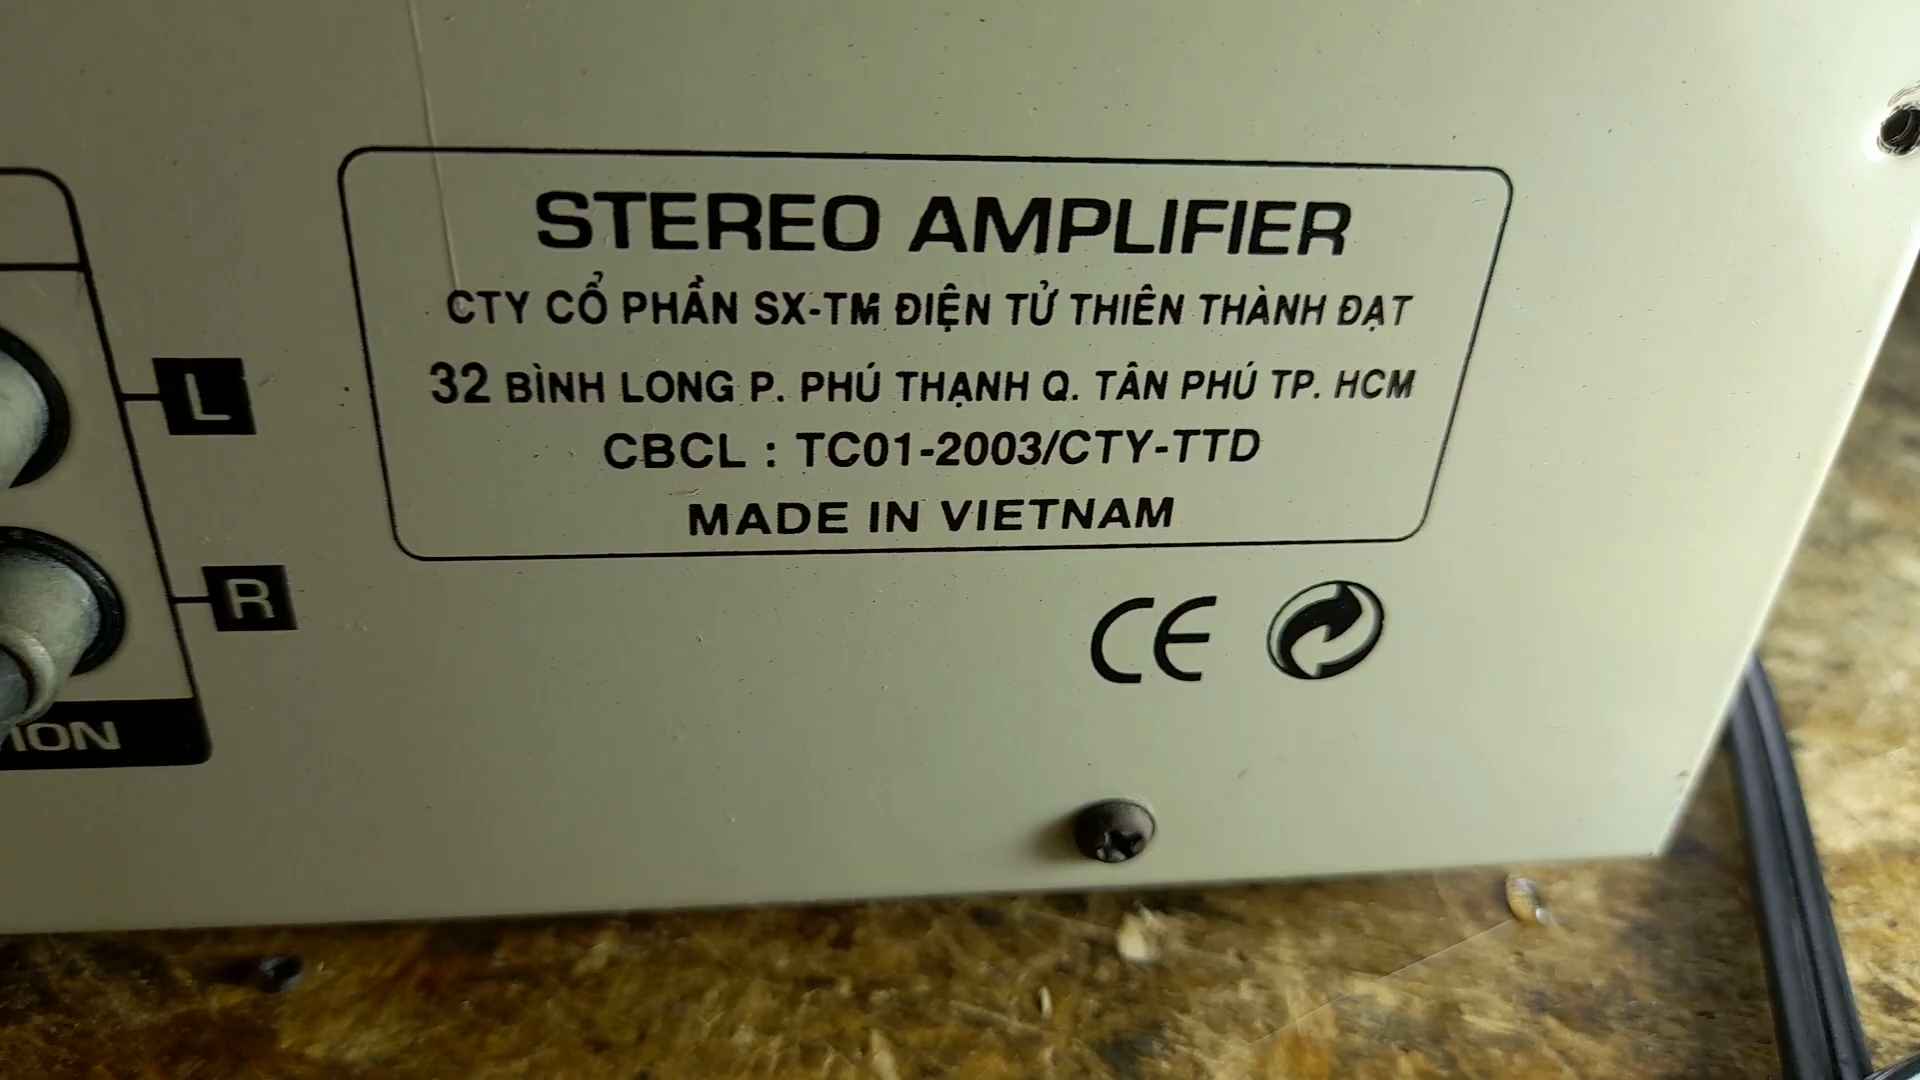 STEREO AMPLIFIER
CTY CỔ PHẦN SX-TM ĐIỆN TỬ THIÊN THÀNH ĐẠT
32 BÌNH LONG P. PHÚ THẠNH Q. TÂN PHÚ TP. HCM
CBCL : TC01-2003/CTY-TTD
MADE IN VIETNAM
CE
L
R